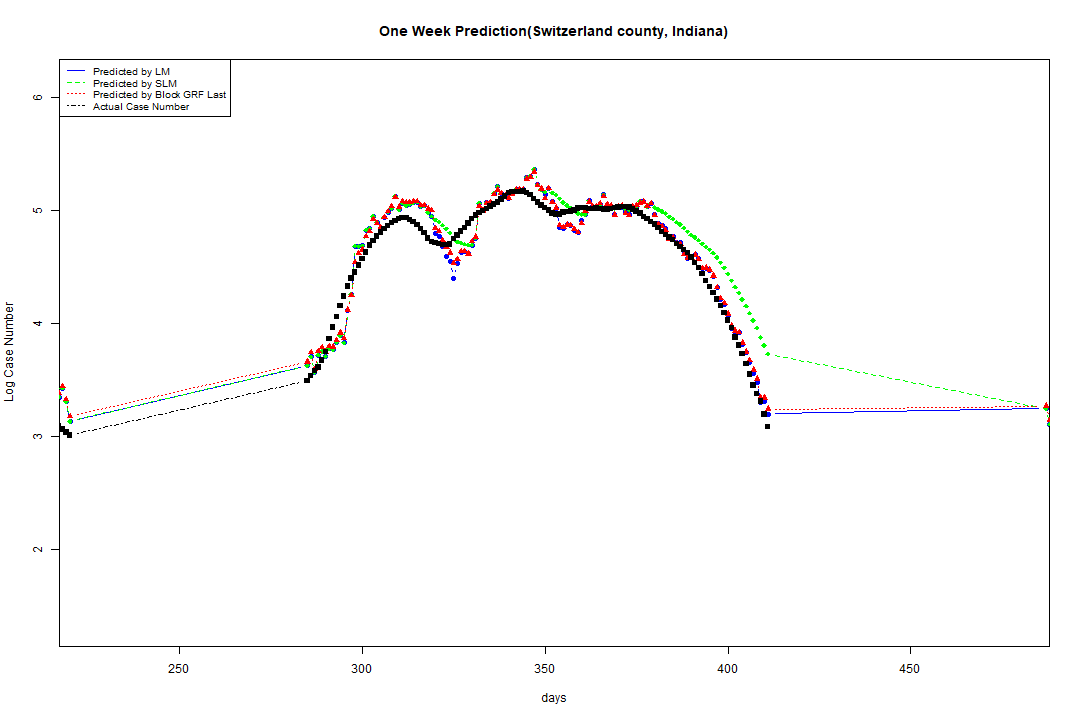 One Week Prediction(Switzerland county, Indiana)
Predicted by LM
Predicted by SLM
Predicted by Block GRF Last
Actual Case Number
6
5
4
3
2
Log Case Number
250
300
350
400
450
days